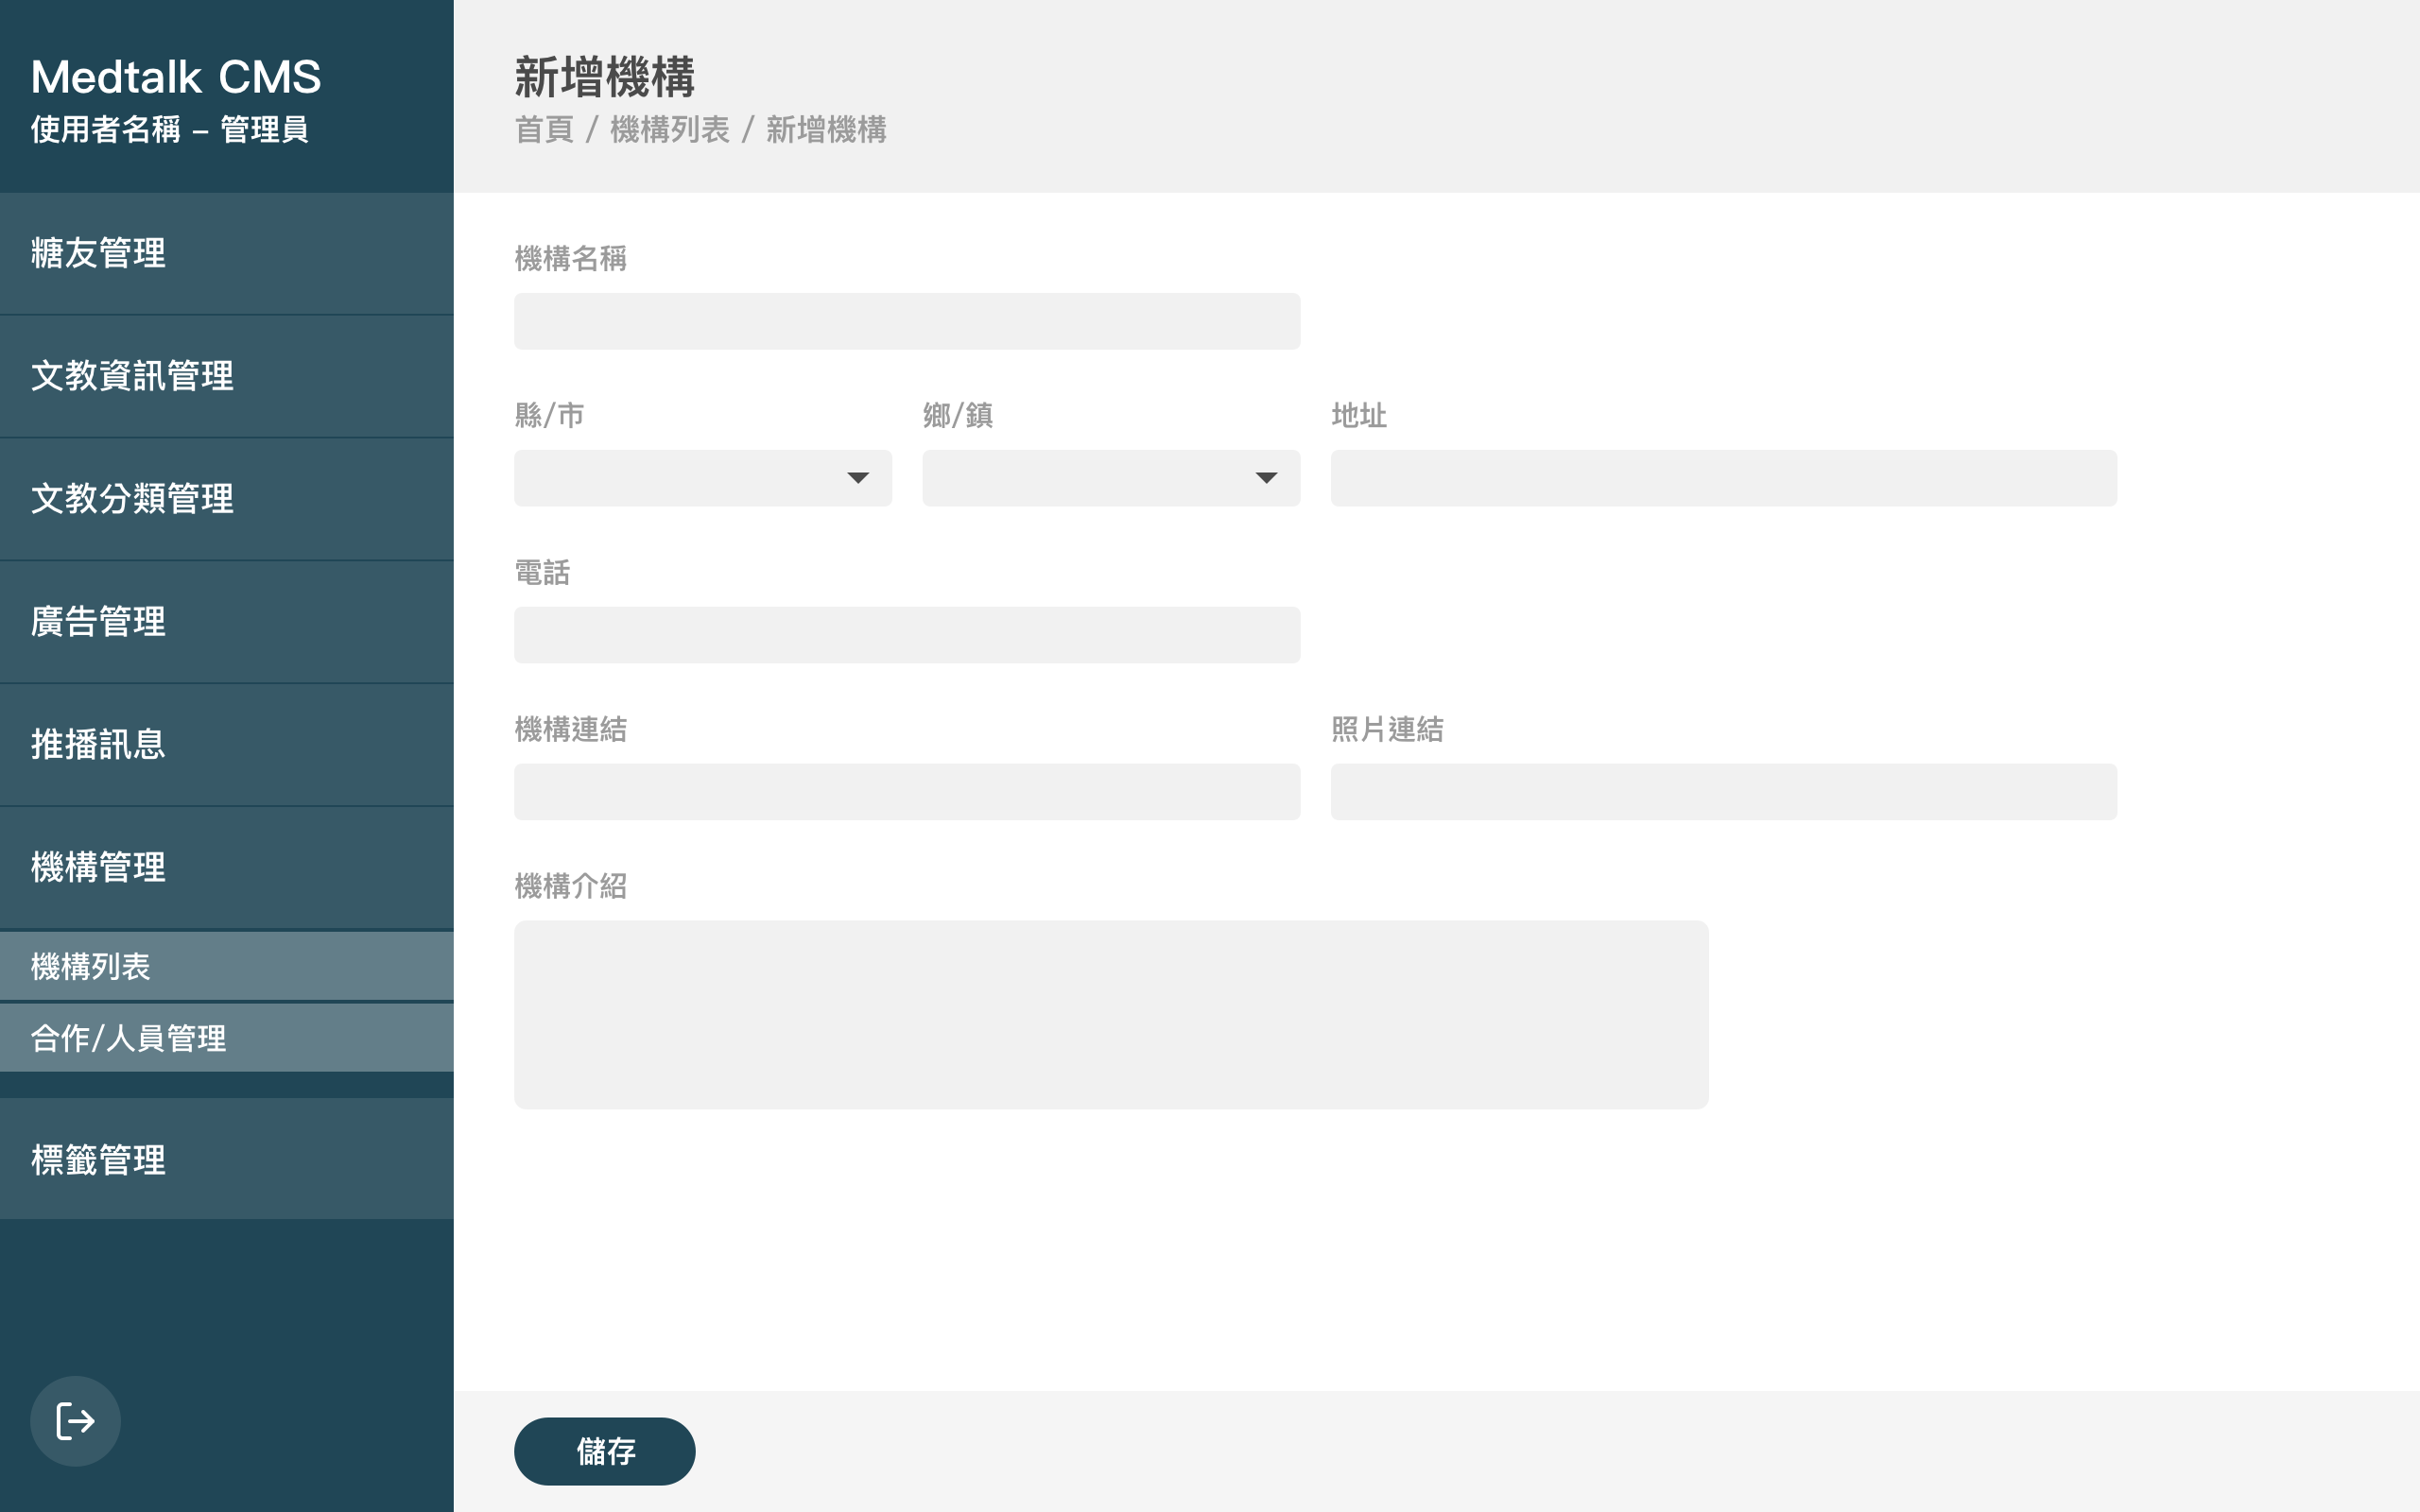 Medtalk CMS
使用者名稱 – 管理員
糖友管理
文教資訊管理
文教分類管理
廣告管理
推播訊息
機構管理
機構列表
合作/人員管理
標籤管理
新增機構
首頁 / 機構列表 / 新增機構
機構名稱
縣/市
鄉/鎮
地址
電話
機構連結
照片連結
機構介紹
儲存